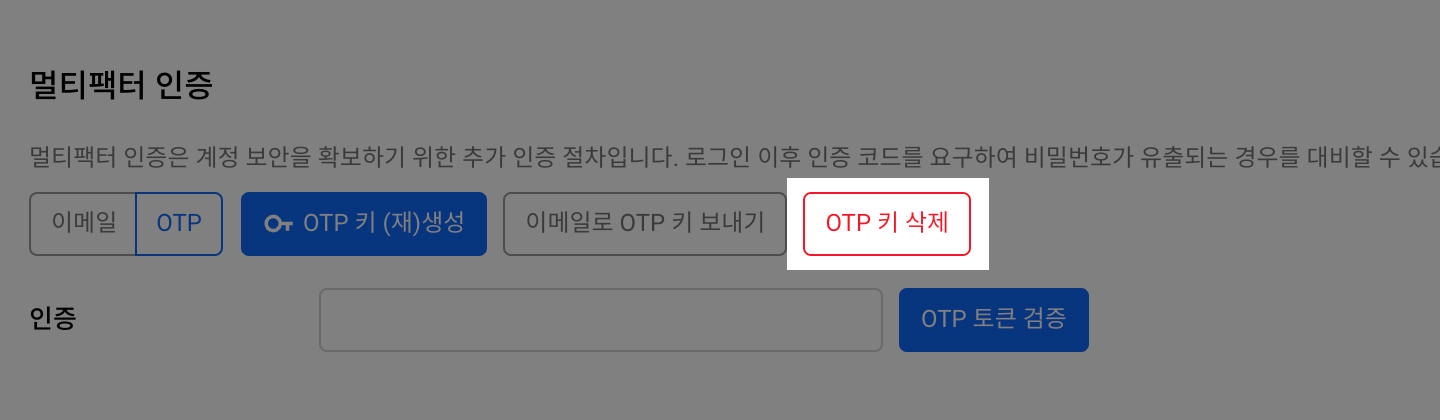 멀티팩터 인증
멀티팩터 인증은 계정 보안을 확보하기 위한 추가 인증 절차입니다. 로그인 이후 인증 코드를 요구하여 비밀번호가 유출되는 경우를 대비할 수 있습
이메일 OTP OTP 키 (재)생성 이메일로 OTP 키 보내기 OTP 키 삭제
인증 OTP 토큰 검증